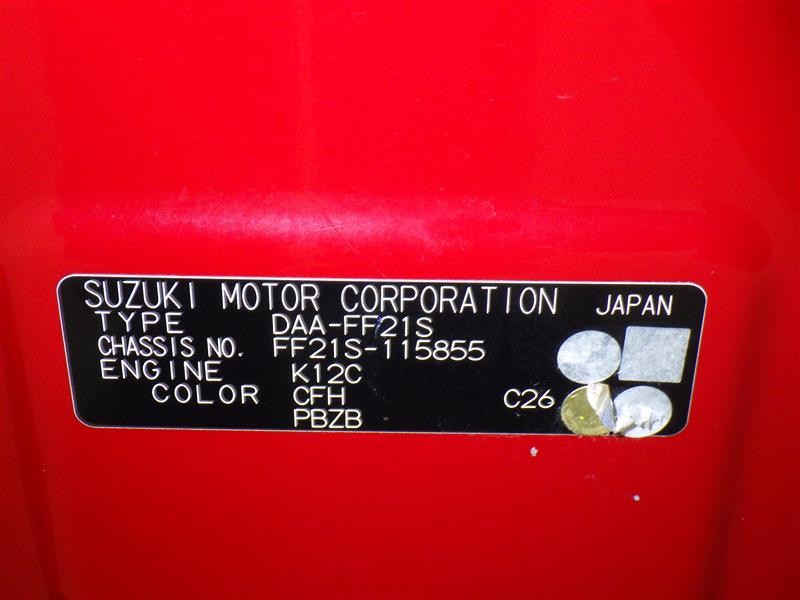 SUZUKI MOTOR CORPORATION JAPAN
TYPE DAA-FF21S
CHASSIS NO. FF21S-115855
ENGINE K12C
COLOR CFH C26
PBZB